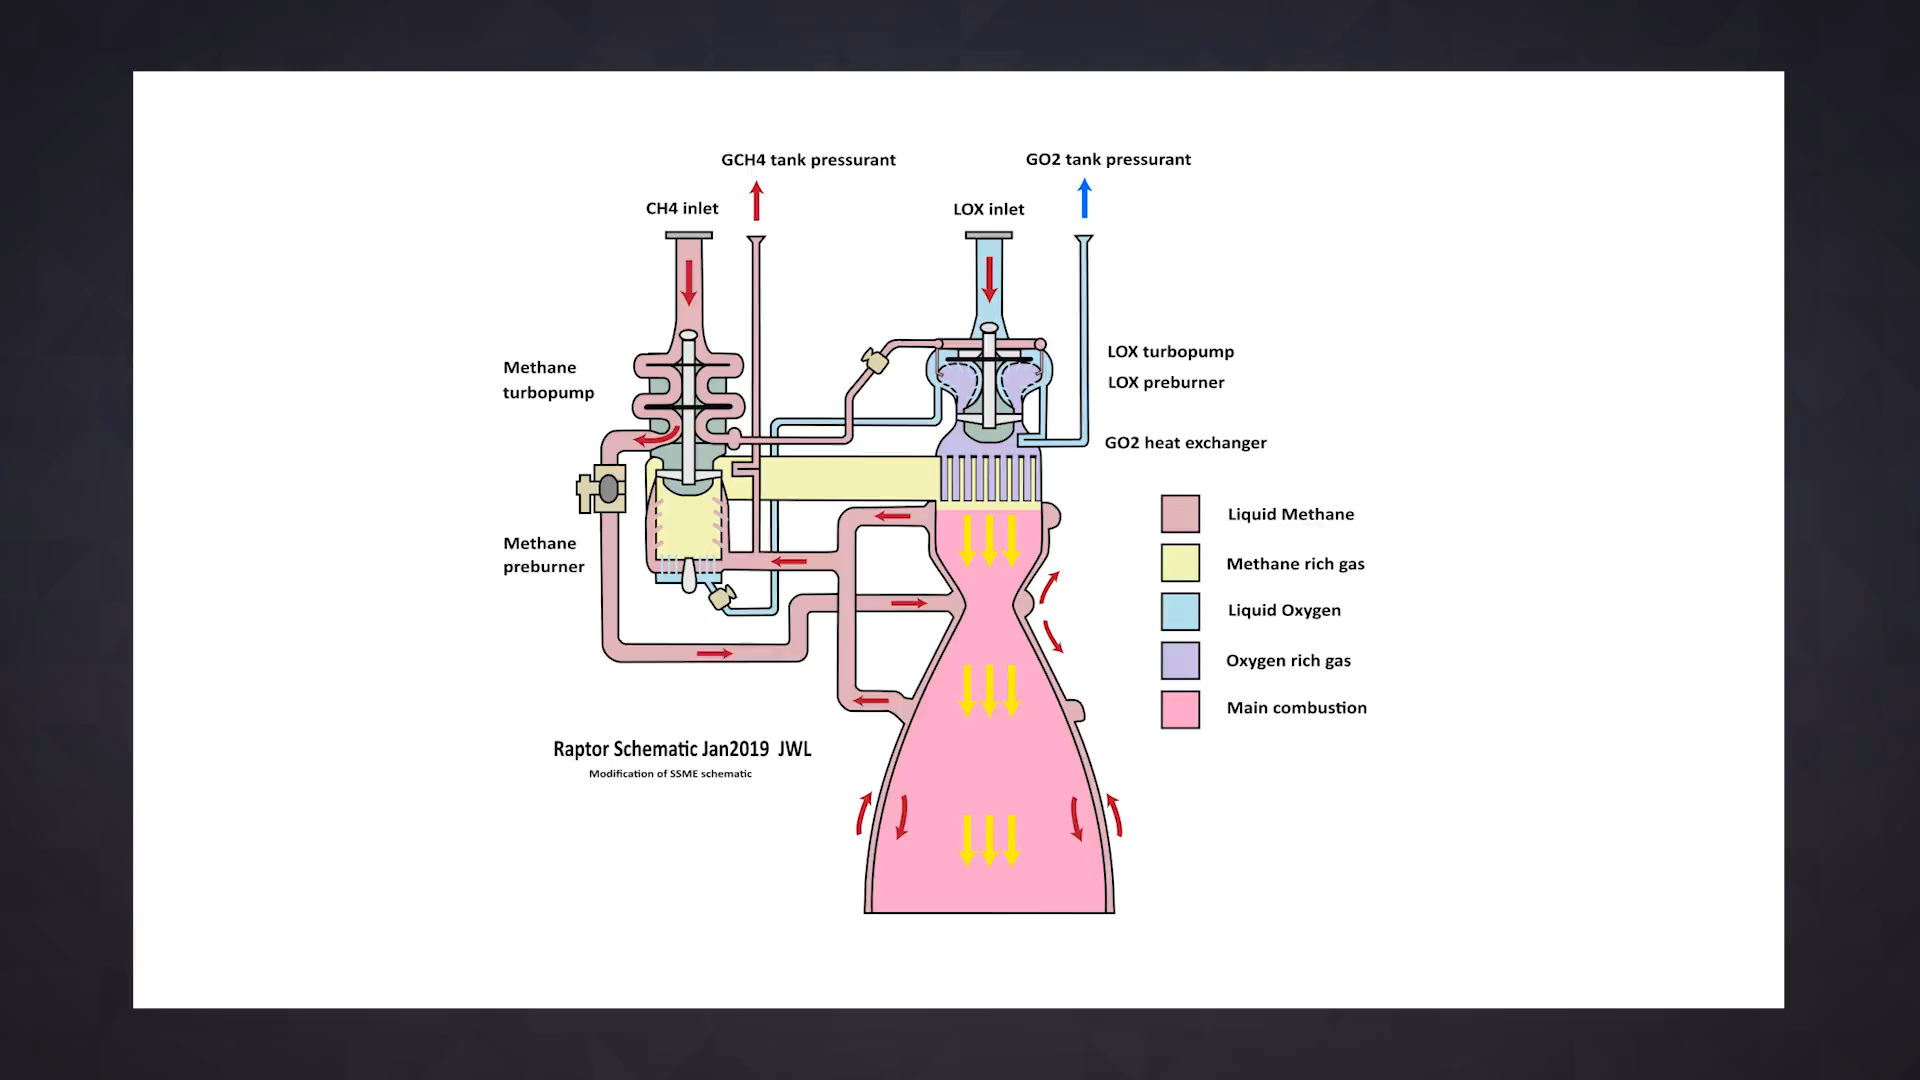 GCH4 tank pressurant
GO2 tank pressurant
CH4 inlet
LOX inlet
Methane
turbopump
LOX turbopump
LOX preburner
GO2 heat exchanger
Methane
preburner
Liquid Methane
Methane rich gas
Liquid Oxygen
Oxygen rich gas
Main combustion
Raptor Schematic Jan2019 JWL
Modification of SSME schematic